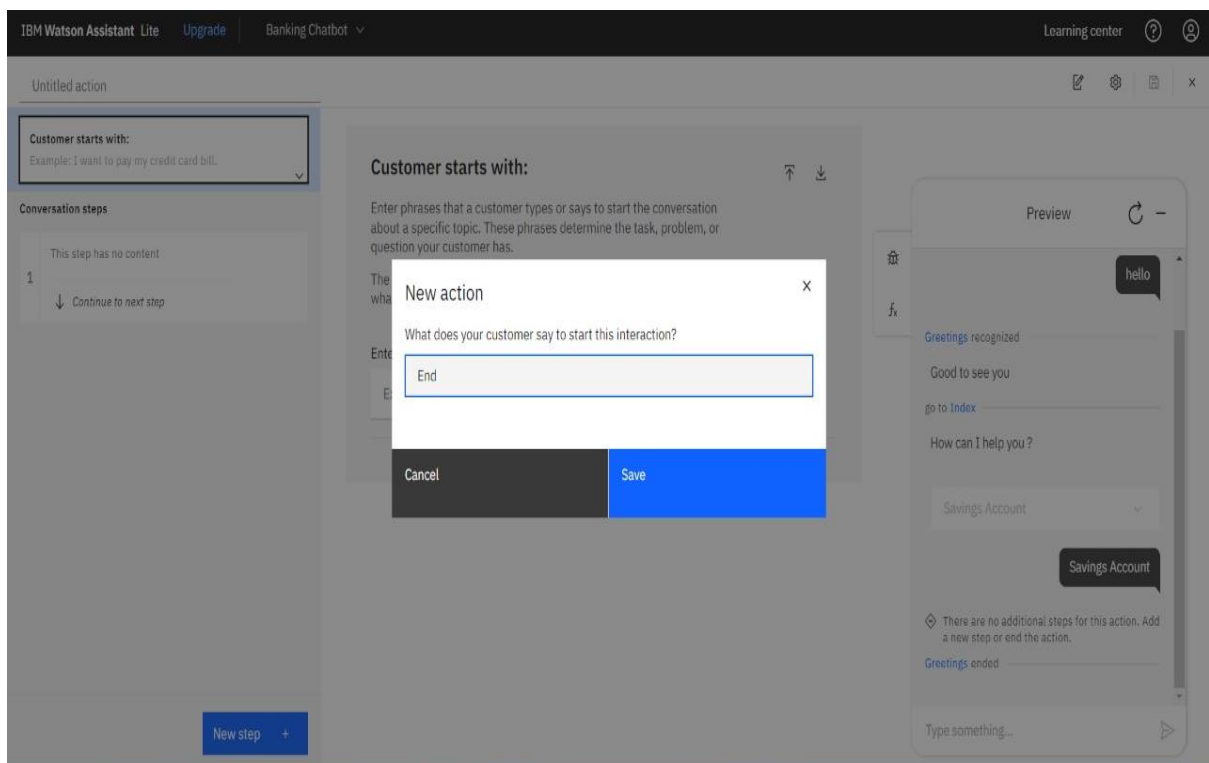 IBM Watson Assistant Lite Upgrade Banking Chatbot Learning center
Untitled action
Customer starts with:
Example: I want to pay my credit card bill.
Conversation steps
This step has no content
1
Continue to next step
New step +
Customer starts with:
Enter phrases that a customer types or says to start the conversation
about a specific topic. These phrases determine the task, problem, or
question your customer has.
The
wha
Ente
E
New action
What does your customer say to start this interaction?
End
Cancel Save
fx
Preview
hello
Greetings recognized
Good to see you
go to Index
How can I help you ?
Savings Account
Savings Account
There are no additional steps for this action. Add
a new step or end the action.
Greetings ended
Type something...